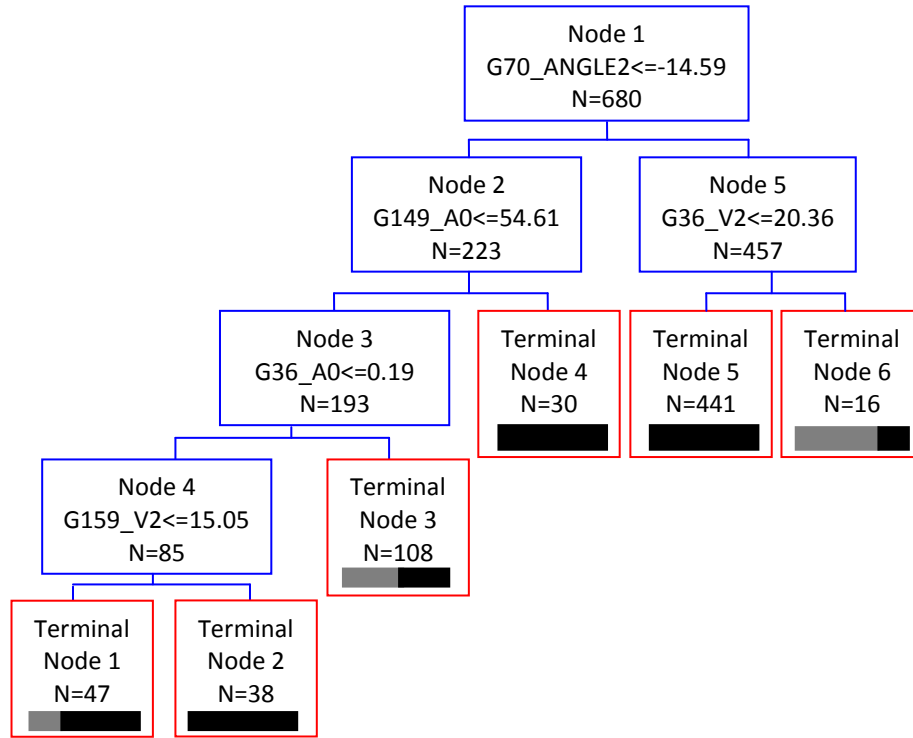 Node 1
G70_ANGLE2<=-14.59
N=680
Node 2
G149_A0<=54.61
N=223
Node 5
G36_V2<=20.36
N=457
Node 3
G36_A0<=0.19
N=193
Terminal
Node 4
N=30
Terminal
Node 5
N=441
Terminal
Node 6
N=16
Node 4
G159_V2<=15.05
N=85
Terminal
Node 3
N=108
Terminal
Node 1
N=47
Terminal
Node 2
N=38